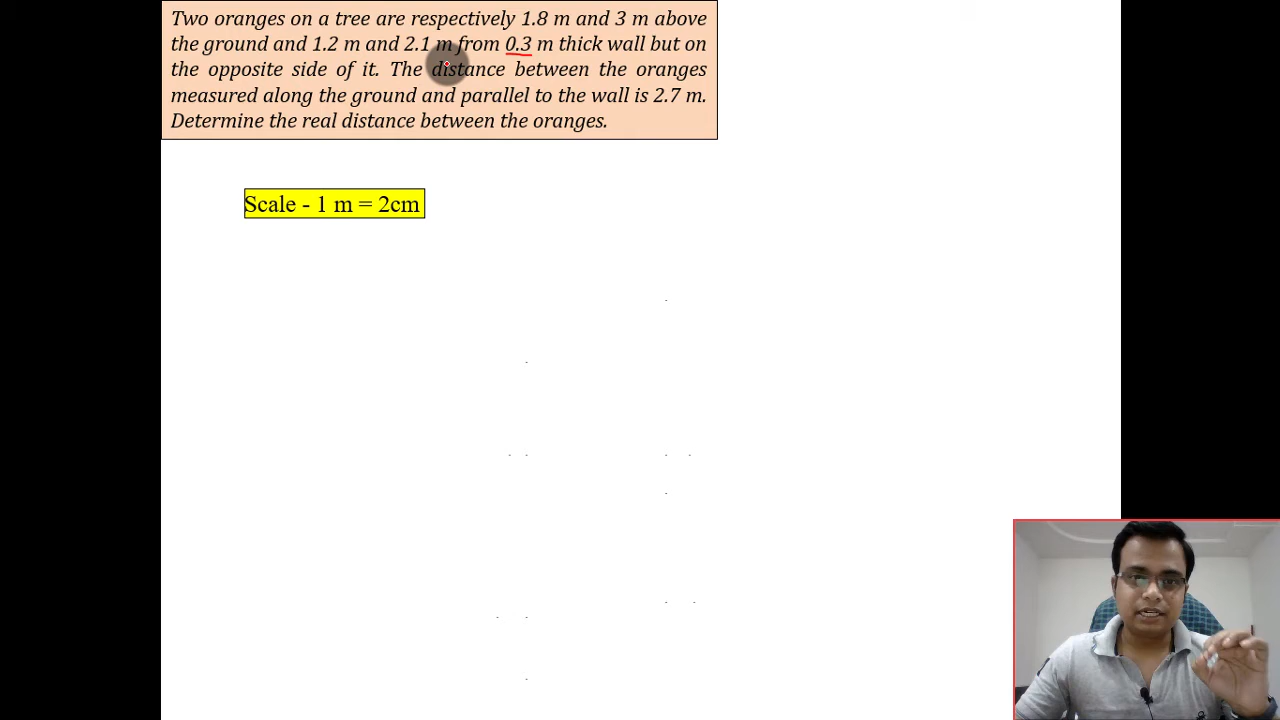 Two oranges on a tree are respectively 1.8 m and 3 m above
the ground and 1.2 m and 2.1 m from 0.3 m thick wall but on
the opposite side of it. The distance between the oranges
measured along the ground and parallel to the wall is 2.7 m.
Determine the real distance between the oranges.
Scale - 1 m = 2cm